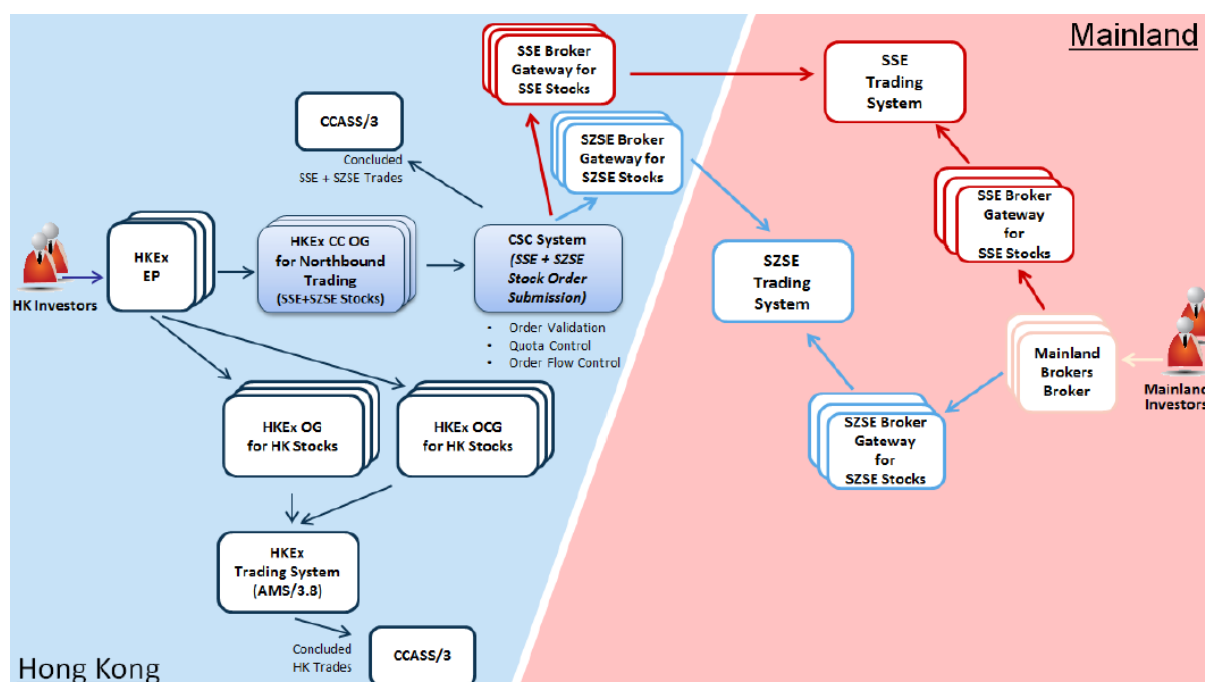 Mainland
SSE Broker
Gateway for
SSE Stocks
SSE
Trading
System
CCASS/3
Concluded
SSE + SZSE Trades
SZSE Broker
Gateway for
SZSE Stocks
SSE Broker
Gateway
for
SSE Stocks
HK Investors
HKEx
EP
HKEx CC OG
for Northbound
Trading
(SSE+SZSE Stocks)
CSC System
(SSE + SZSE
Stock Order
Submission)
• Order Validation
• Quota Control
• Order Flow Control
SZSE
Trading
System
Mainland
Brokers
Broker
Mainland
Investors
HKEx OG
for HK Stocks
HKEx OCG
for HK Stocks
SZSE Broker
Gateway
for
SZSE Stocks
HKEx
Trading System
(AMS/3.8)
Concluded
HK Trades
CCASS/3
Hong Kong